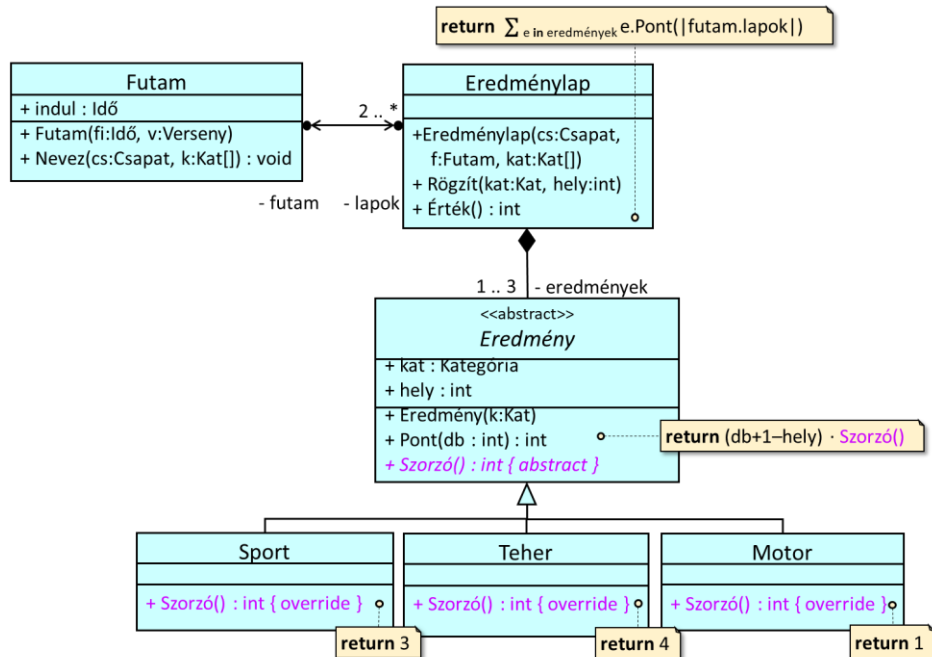 return ∑ e in eredmények e.Pont(|futam.lapok|)
Futam
+ indul : Idő
+ Futam(fi:Idő, v:Verseny)
+ Nevez(cs:Csapat, k:Kat[]) : void
2 .. *
- futam
- lapok
Eredménylap
+Eredménylap(cs:Csapat,
f:Futam, kat:Kat[])
+ Rögzít(kat:Kat, hely:int)
+ Érték() : int
1 .. 3
- eredmények
<<abstract>>
Eredmény
+ kat : Kategória
+ hely : int
+ Eredmény(k:Kat)
+ Pont(db : int) : int
+ Szorzó() : int { abstract }
return (db+1–hely) · Szorzó()
Sport
+ Szorzó() : int { override }
return 3
Teher
+ Szorzó() : int { override }
return 4
Motor
+ Szorzó() : int { override }
return 1